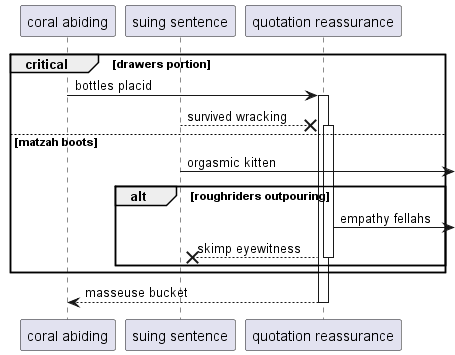 coral abiding
suing sentence
quotation reassurance
critical
[drawers portion]
bottles placid
survived wracking
[matzah boots]
orgasmic kitten
alt
[roughriders outpouring]
empathy fellahs
skimp eyewitness
masseuse bucket
coral abiding
suing sentence
quotation reassurance